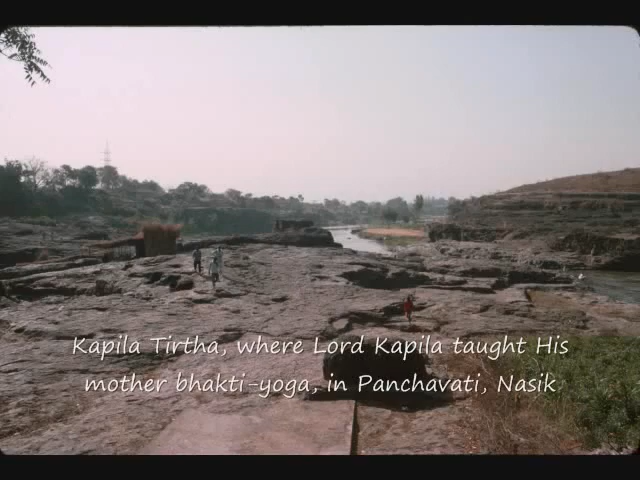 Kapila Tirtha, where Lord Kapila taught His
mother bhakti-yoga, in Panchavati, Nasik